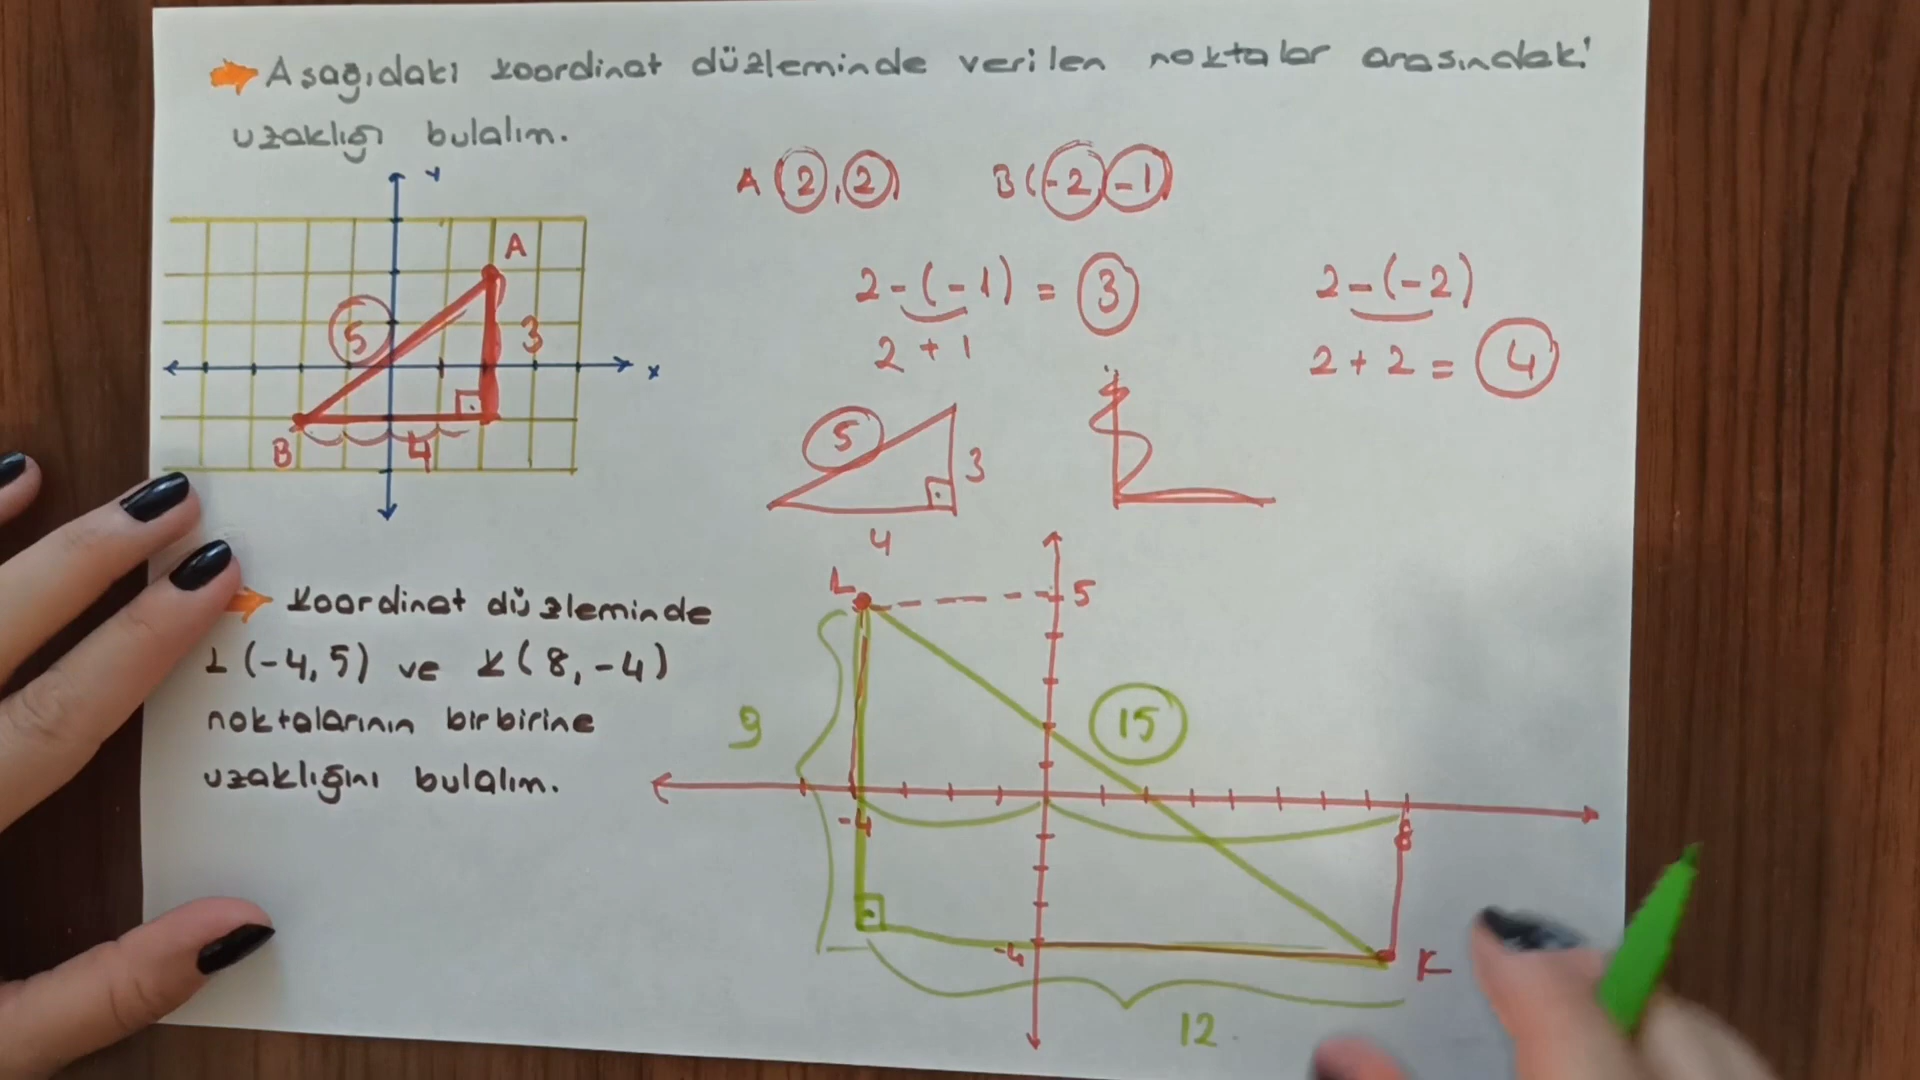 Aşağıdaki koordinat düzleminde verilen noktalar arasındaki
uzaklığı bulalım.
A (2, 2) B (-2, -1)
y
A
5
3
x
B
4
2-(-1) = 3
2 + 1
2-(-2)
2 + 2 = 4
5
3
4
Koordinat düzleminde
L (-4, 5) ve K (8, -4)
noktalarının birbirine
uzaklığını bulalım.
L
5
15
9
-4
8
-4
K
12